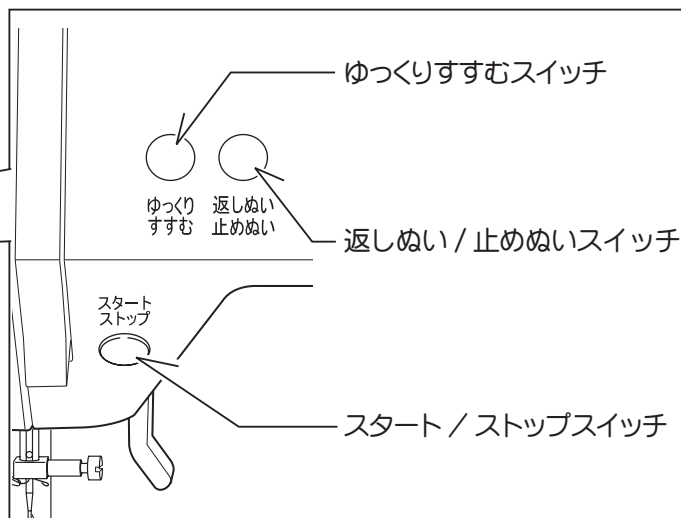 ゆっくりすすむスイッチ
ゆっくり
すすむ
返しぬい
止めぬい
返しぬい / 止めぬいスイッチ
スタート
ストップ
スタート / ストップスイッチ